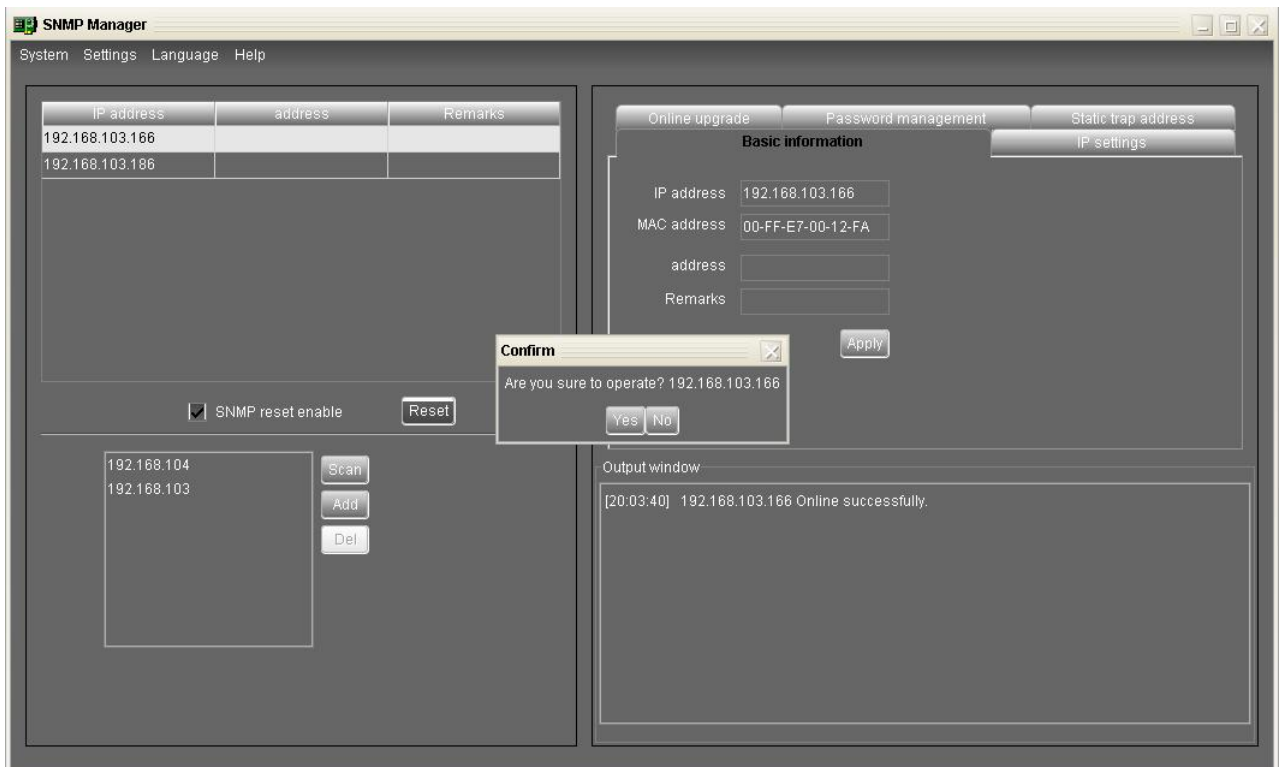 SNMP Manager
System Settings Language Help
IP address address Remarks
192.168.103.166
192.168.103.186
SNMP reset enable Reset
192.168.104
192.168.103
Scan
Add
Del
Online upgrade Password management Static trap address
Basic information IP settings
IP address 192.168.103.166
MAC address 00-FF-E7-00-12-FA
address
Remarks
Apply
Confirm
Are you sure to operate? 192.168.103.166
Yes No
Output window
[20:03:40] 192.168.103.166 Online successfully.